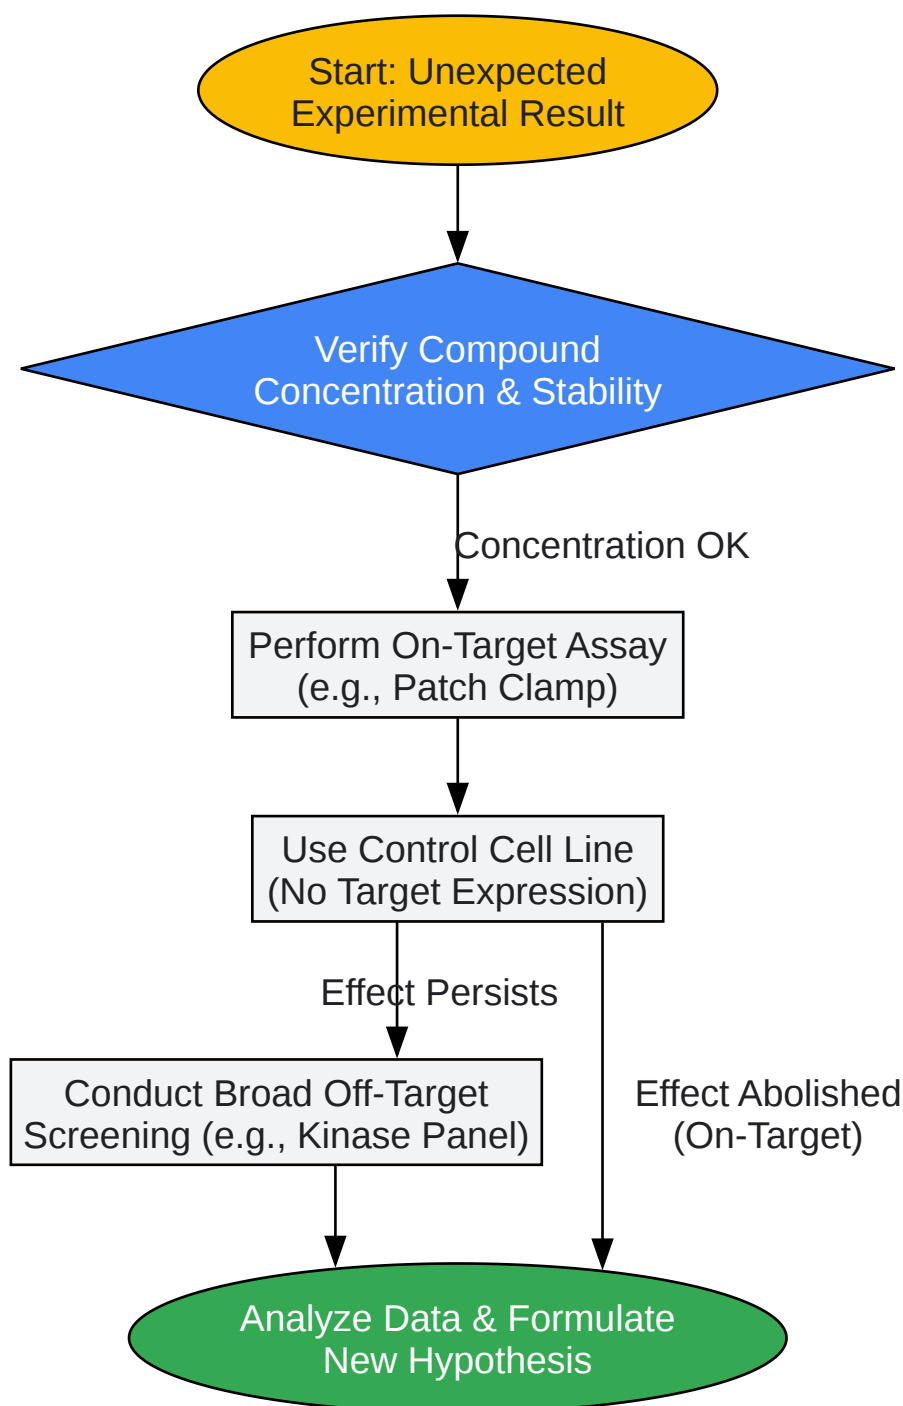 Start: Unexpected
Experimental Result
Verify Compound
Concentration & Stability
Concentration OK
Perform On-Target Assay
(e.g., Patch Clamp)
Use Control Cell Line
(No Target Expression)
Effect Persists
Conduct Broad Off-Target
Screening (e.g., Kinase Panel)
Effect Abolished
(On-Target)
Analyze Data & Formulate
New Hypothesis